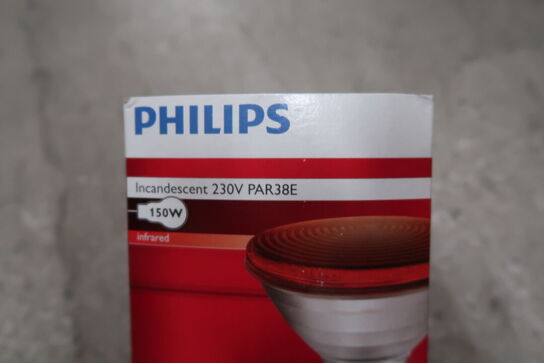 PHILIPS
Incandescent 230V PAR38E
150W
infrared